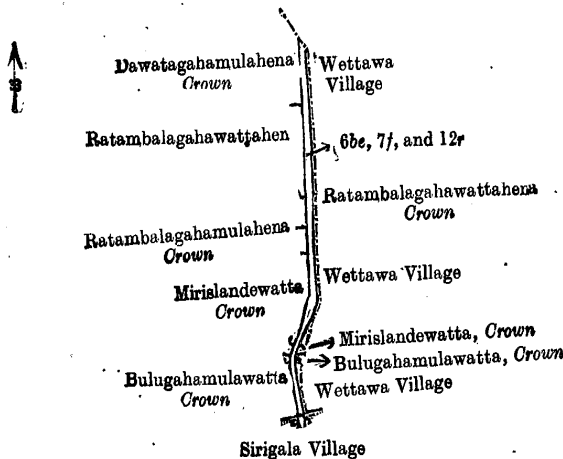 Dawatagahamulahena
Crown
Wettawa
Village
Ratambalagahawattahen
6be, 7f, and 12r
Ratambalagahawattahena
Crown
Ratambalagahamulahena
Crown
Wettawa Village
Mirislandewatta
Crown
Mirislandewatta, Crown
Bulugahamulawatta, Crown
Bulugahamulawatta
Crown
Wettawa Village
Sirigala Village